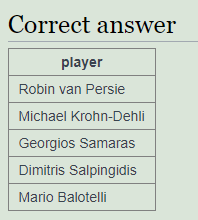 Correct answer
player
Robin van Persie
Michael Krohn-Dehli
Georgios Samaras
Dimitris Salpingidis
Mario Balotelli